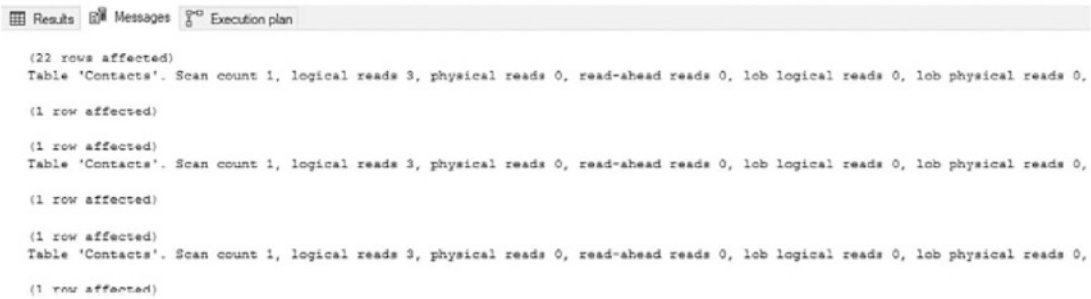 Results Messages Execution plan
(22 rows affected)
Table 'Contacts'. Scan count 1, logical reads 3, physical reads 0, read-ahead reads 0, lob logical reads 0, lob physical reads 0,
(1 row affected)
(1 row affected)
Table 'Contacts'. Scan count 1, logical reads 3, physical reads 0, read-ahead reads 0, lob logical reads 0, lob physical reads 0,
(1 row affected)
(1 row affected)
Table 'Contacts'. Scan count 1, logical reads 3, physical reads 0, read-ahead reads 0, lob logical reads 0, lob physical reads 0,
(1 row affected)